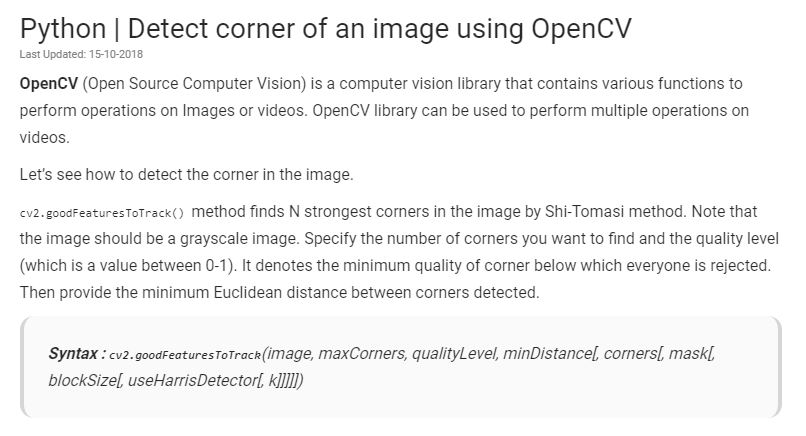 Python | Detect corner of an image using OpenCV
Last Updated: 15-10-2018
OpenCV (Open Source Computer Vision) is a computer vision library that contains various functions to
perform operations on Images or videos. OpenCV library can be used to perform multiple operations on
videos.
Let's see how to detect the corner in the image.
cv2.goodFeaturesToTrack() method finds N strongest corners in the image by Shi-Tomasi method. Note that
the image should be a grayscale image. Specify the number of corners you want to find and the quality level
(which is a value between 0-1). It denotes the minimum quality of corner below which everyone is rejected.
Then provide the minimum Euclidean distance between corners detected.
Syntax : cv2.goodFeaturesToTrack(image, maxCorners, qualityLevel, minDistance[, corners[, mask[,
blockSize[, useHarrisDetector[, k]]]]])